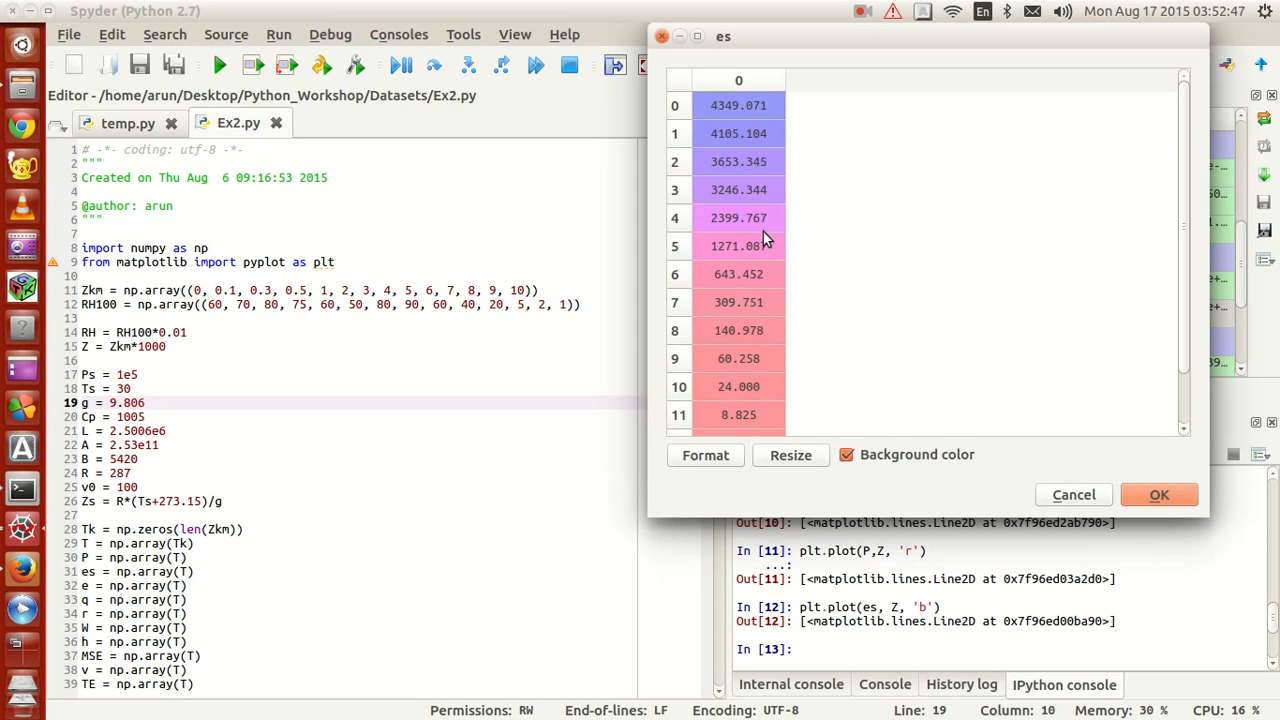 Spyder (Python 2.7)
En
Mon Aug 17 2015 03:52:47
File Edit Search Source Run Debug Consoles Tools View Help
Editor - /home/arun/Desktop/Python_Workshop/Datasets/Ex2.py
temp.py Ex2.py
1 # -*- coding: utf-8 -*-
2 """
3 Created on Thu Aug  6 09:16:53 2015
4
5 @author: arun
6 """
7
8 import numpy as np
9 from matplotlib import pyplot as plt
10
11 Zkm = np.array((0, 0.1, 0.3, 0.5, 1, 2, 3, 4, 5, 6, 7, 8, 9, 10))
12 RH100 = np.array((60, 70, 80, 75, 60, 50, 80, 90, 60, 40, 20, 5, 2, 1))
13
14 RH = RH100*0.01
15 Z = Zkm*1000
16
17 Ps = 1e5
18 Ts = 30
19 g = 9.806
20 Cp = 1005
21 L = 2.5006e6
22 A = 2.53e11
23 B = 5420
24 R = 287
25 v0 = 100
26 Zs = R*(Ts+273.15)/g
27
28 Tk = np.zeros(len(Zkm))
29 T = np.array(Tk)
30 P = np.array(T)
31 es = np.array(T)
32 e = np.array(T)
33 q = np.array(T)
34 r = np.array(T)
35 W = np.array(T)
36 h = np.array(T)
37 MSE = np.array(T)
38 v = np.array(T)
39 TE = np.array(T)
es
0
0 4349.071
1 4105.104
2 3653.345
3 3246.344
4 2399.767
5
6 643.452
7 309.751
8 140.978
9 60.258
10 24.000
11 8.825
Format Resize Background color
Cancel OK
Out[10]: [<matplotlib.lines.Line2D at 0x7f96ed2ab790>]
In [11]: plt.plot(P,Z, 'r')
...:
Out[11]: [<matplotlib.lines.Line2D at 0x7f96ed03a2d0>]
In [12]: plt.plot(es, Z, 'b')
Out[12]: [<matplotlib.lines.Line2D at 0x7f96ed00ba90>]
In [13]:
Internal console Console History log IPython console
Permissions: RW End-of-lines: LF Encoding: UTF-8 Line: 19 Column: 10 Memory: 30 % CPU: 16 %